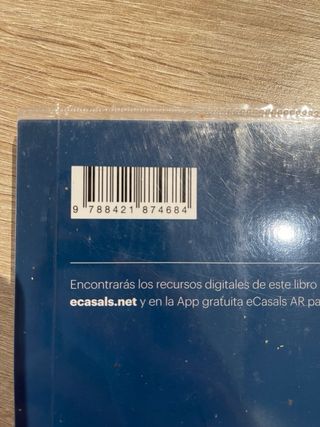 9 788421 874684
Encontrarás los recursos digitales de este libro
ecasals.net y en la App gratuita eCasals AR pa